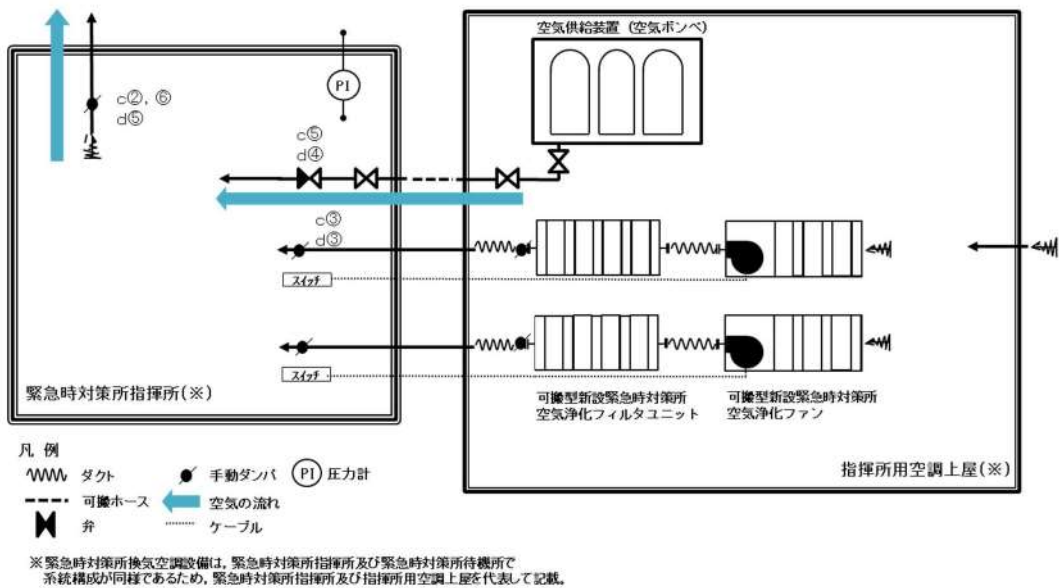 空気供給装置（空気ボンベ）
PI
c②，⑥
d⑤
c⑤
d④
c③
d③
スイッチ
スイッチ
緊急時対策所指揮所(※)
可搬型新設緊急時対策所
空気浄化フィルタユニット
可搬型新設緊急時対策所
空気浄化ファン
指揮所用空調上屋(※)
凡 例
ダクト
手動ダンパ
PI
圧力計
可搬ホース
空気の流れ
弁
ケーブル
※緊急時対策所換気空調設備は，緊急時対策所指揮所及び緊急時対策所待機所で
系統構成が同様であるため，緊急時対策所指揮所及び指揮所用空調上屋を代表して記載。